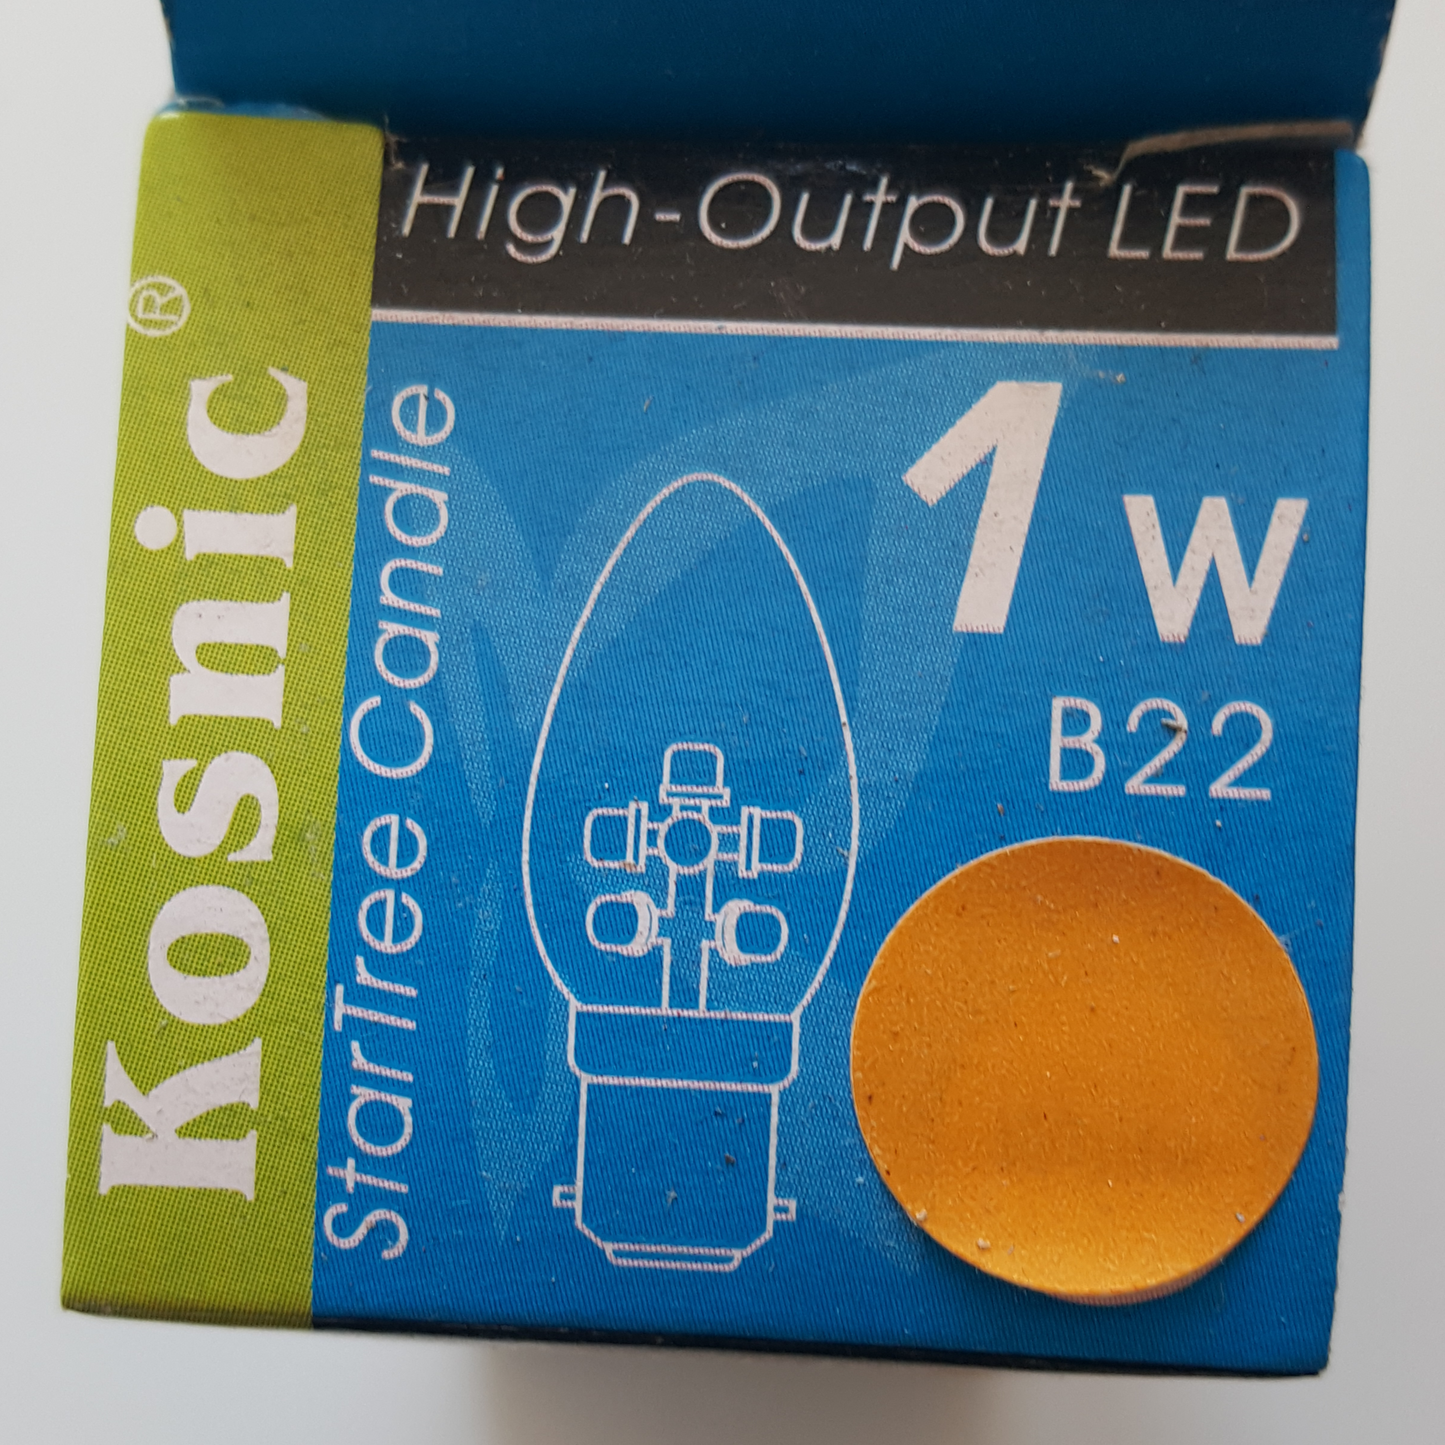 High-Output LED
Kosnic®
StarTree Candle
1 w
B22